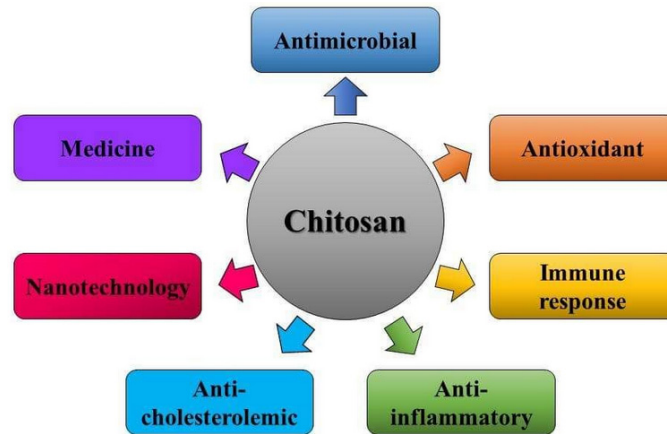 Antimicrobial
Medicine
Antioxidant
Chitosan
Nanotechnology
Immune
response
Anti-
cholesterolemic
Anti-
inflammatory